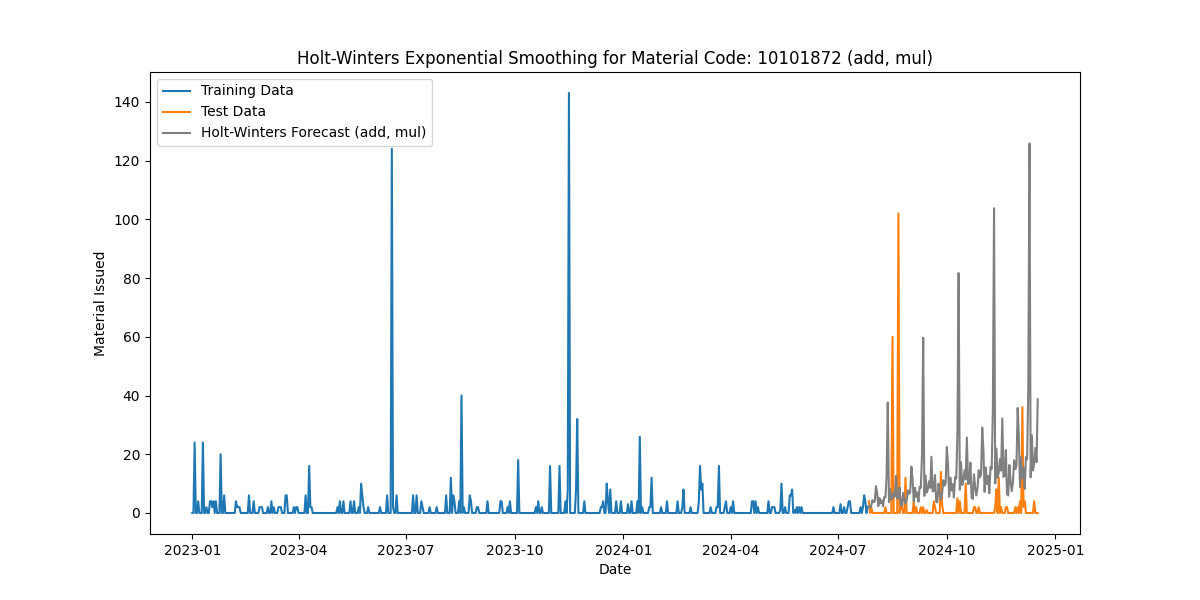 Holt-Winters Exponential Smoothing for Material Code: 10101872 (add, mul)
Training Data
Test Data
Holt-Winters Forecast (add, mul)
Material Issued
140
120
100
80
60
40
20
0
2023-01
2023-04
2023-07
2023-10
2024-01
2024-04
2024-07
2024-10
2025-01
Date